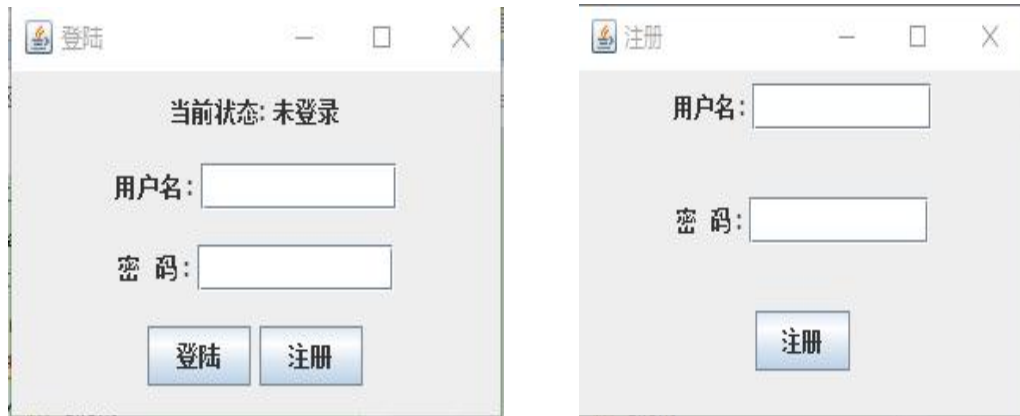 登陆
当前状态: 未登录
用户名:
密 码:
登陆 注册
注册
用户名:
密 码:
注册